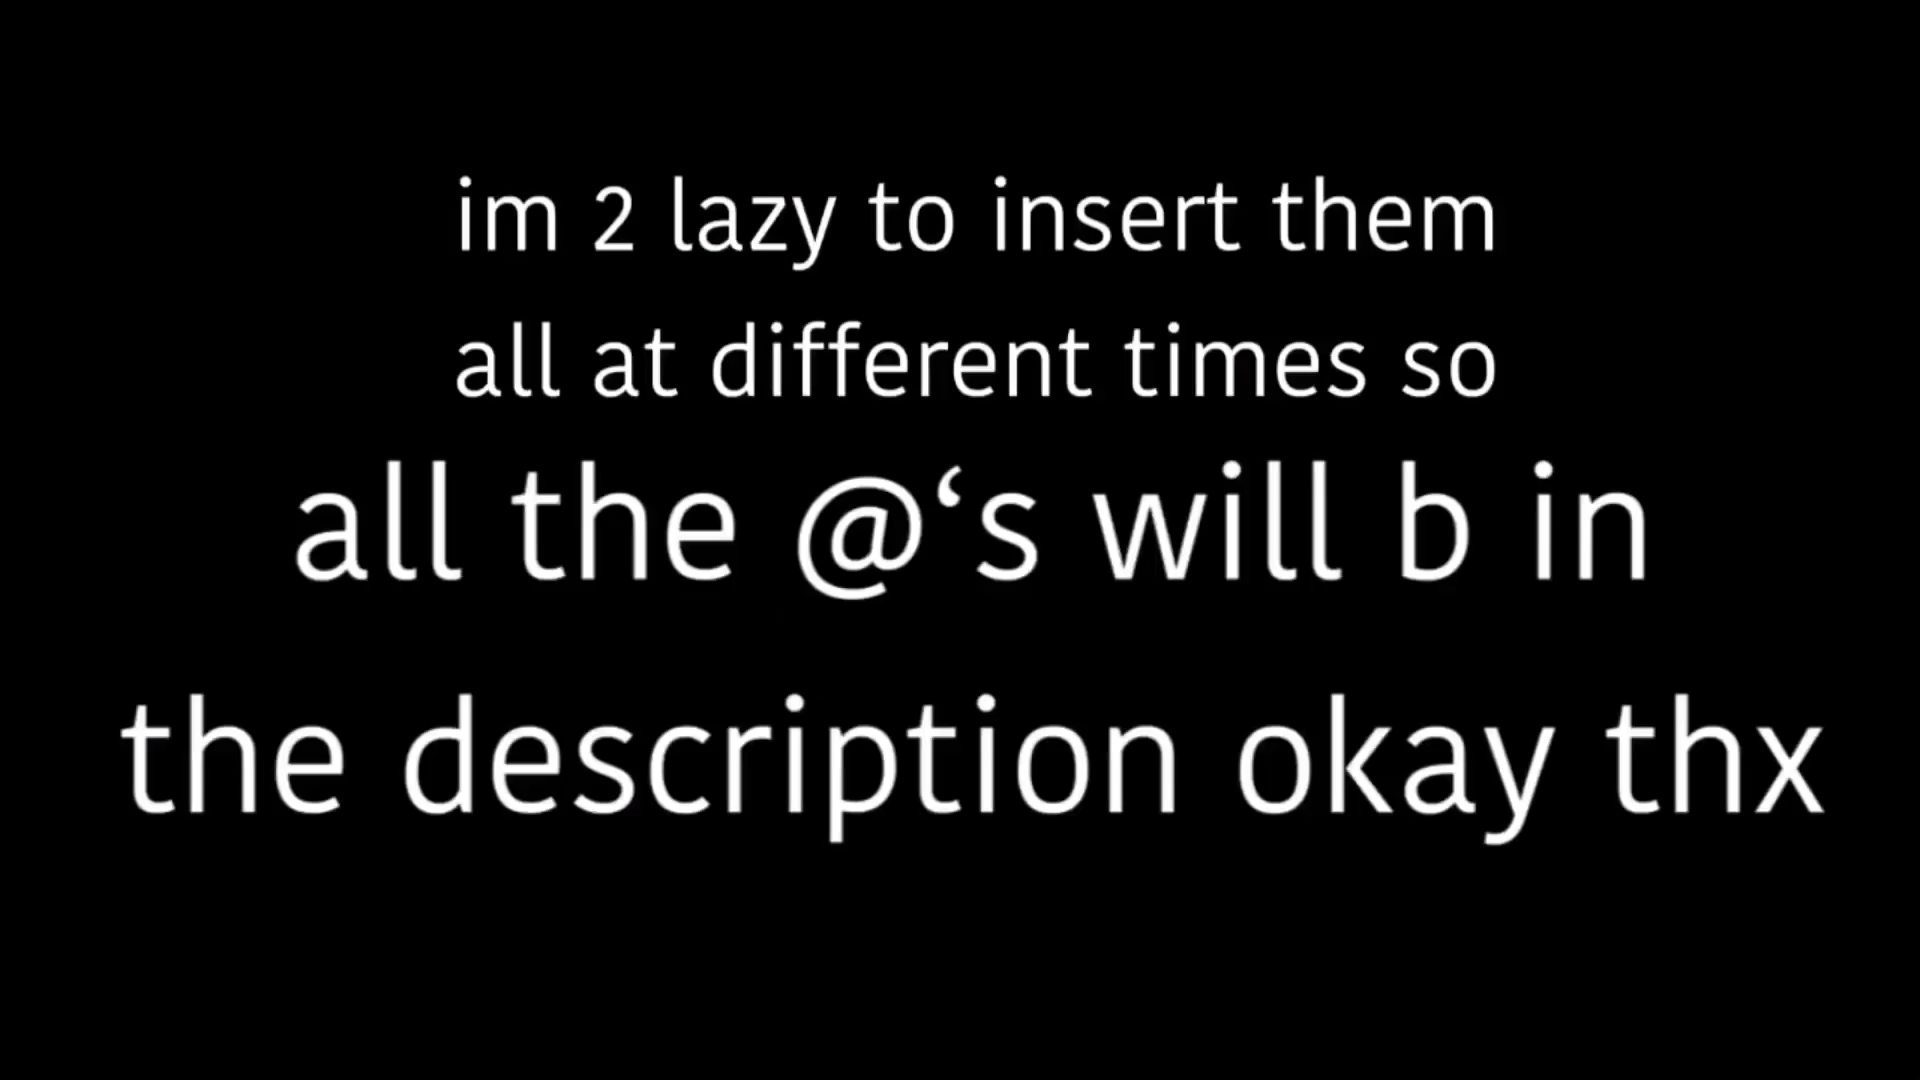 im 2 lazy to insert them
all at different times so
all the @‘s will b in
the description okay thx